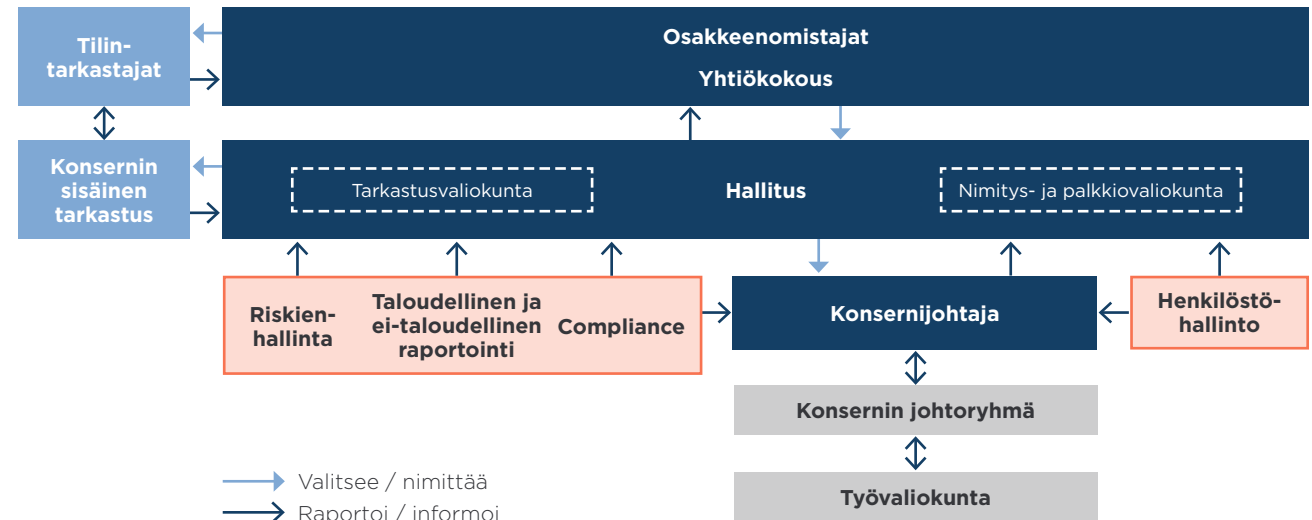 Tilin-
tarkastajat
Osakkeenomistajat
Yhtiökokous
Konsernin
sisäinen
tarkastus
Tarkastusvaliokunta
Hallitus
Nimitys- ja palkkiovaliokunta
Riskien-
hallinta
Taloudellinen ja
ei-taloudellinen
raportointi
Compliance
Konsernijohtaja
Henkilöstö-
hallinto
Konsernin johtoryhmä
Työvaliokunta
Valitsee / nimittää
Raportoi / informoi